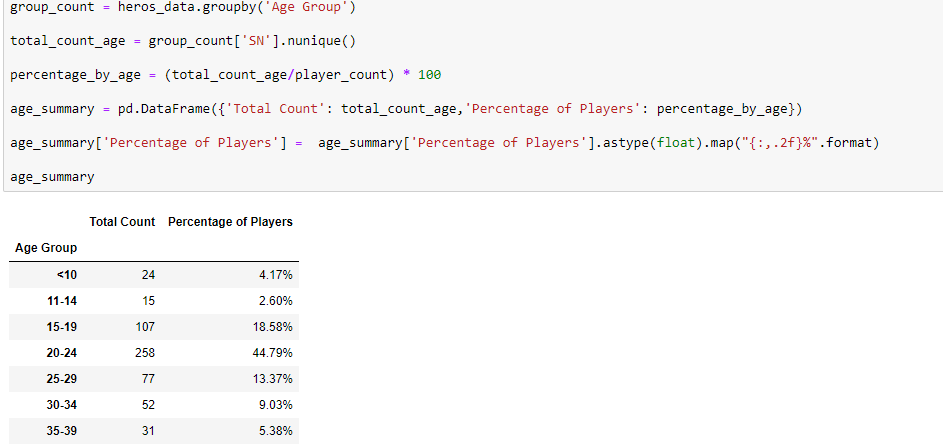 group_count = heros_data.groupby('Age Group')
total_count_age = group_count['SN'].nunique()
percentage_by_age = (total_count_age/player_count) * 100
age_summary = pd.DataFrame({'Total Count': total_count_age,'Percentage of Players': percentage_by_age})
age_summary['Percentage of Players'] =  age_summary['Percentage of Players'].astype(float).map("{:,.2f}%".format)
age_summary
Total Count Percentage of Players
Age Group
<10 24 4.17%
11-14 15 2.60%
15-19 107 18.58%
20-24 258 44.79%
25-29 77 13.37%
30-34 52 9.03%
35-39 31 5.38%